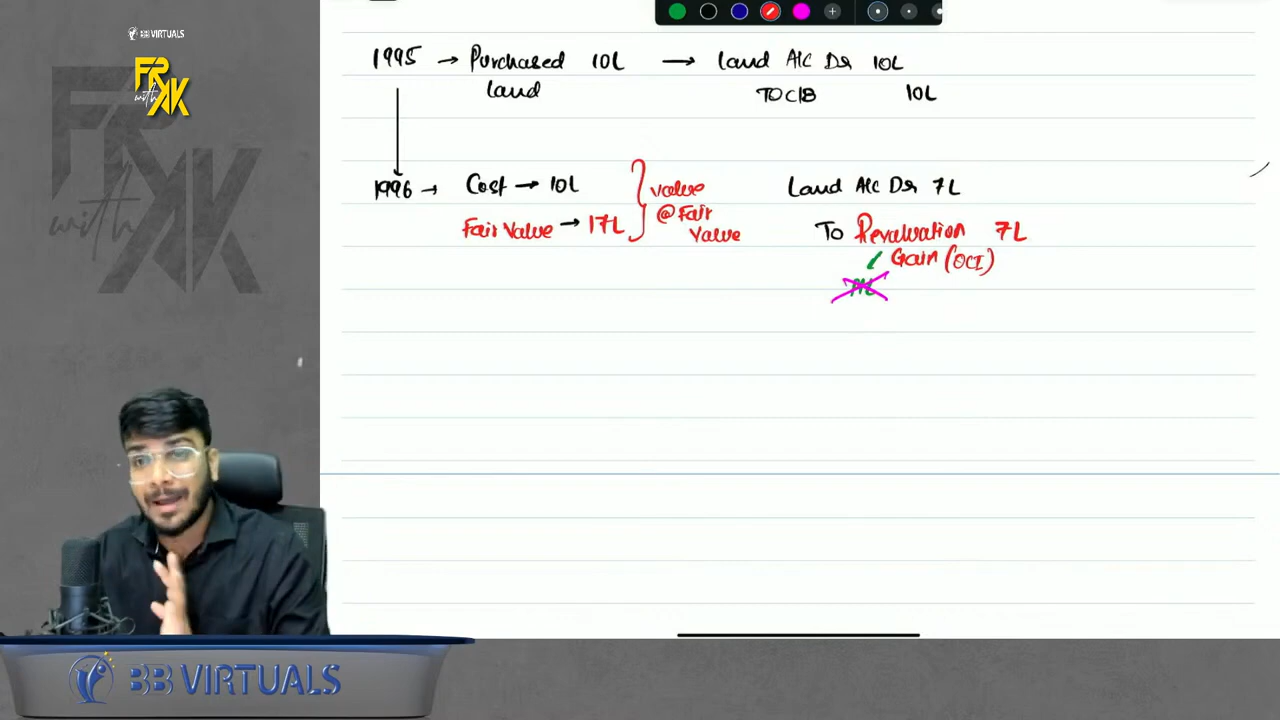 BB VIRTUALS
FR
with
KK
1995 → Purchased 10L → Land A/C Dr 10L
Land TO C/B 10L
1996 → Cost → 10L Land A/C Dr 7L
Fair Value → 17L value @ Fair Value
To Revaluation 7L
Gain (OCI)
BB VIRTUALS